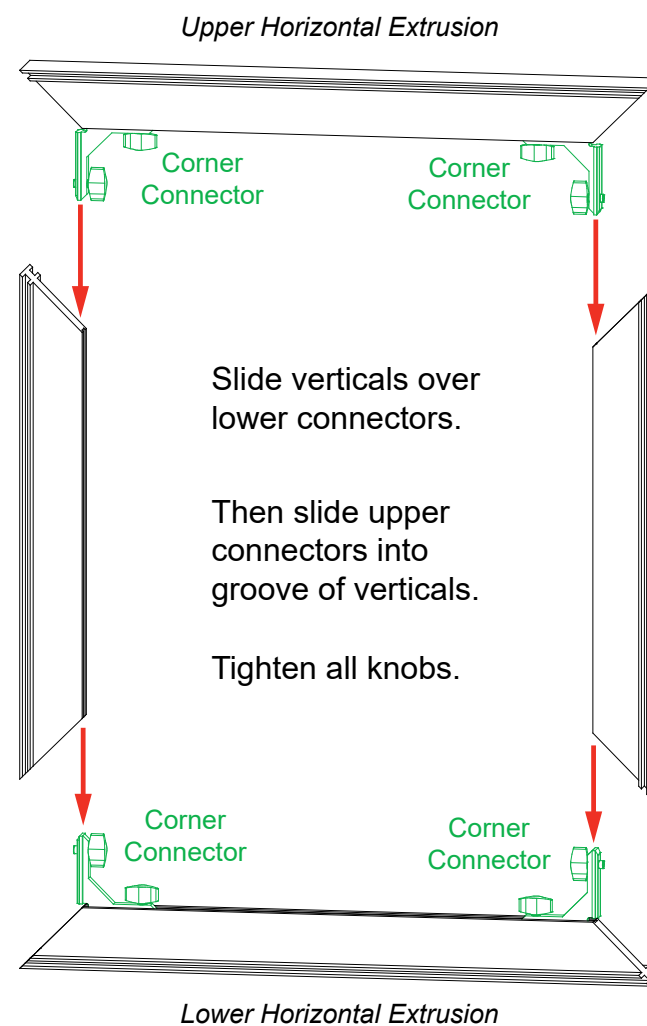 Upper Horizontal Extrusion
Corner
Connector
Corner
Connector
Slide verticals over
lower connectors.
Then slide upper
connectors into
groove of verticals.
Tighten all knobs.
Corner
Connector
Corner
Connector
Lower Horizontal Extrusion